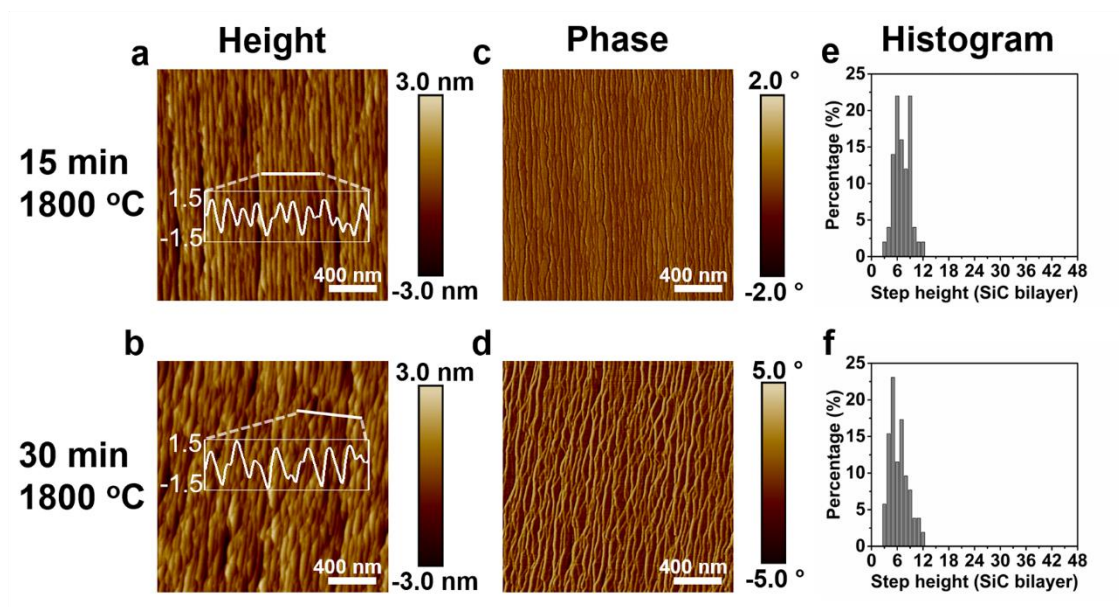 a Height c Phase e Histogram
3.0 nm 2.0 ° 25
20
15
10
5
0
Percentage (%)
15 min
1800 °C
1.5
-1.5
400 nm 400 nm
-3.0 nm -2.0 °
0 6 12 18 24 30 36 42 48
Step height (SiC bilayer)
b d f
3.0 nm 5.0 ° 25
20
15
10
5
0
Percentage (%)
30 min
1800 °C
1.5
-1.5
400 nm 400 nm
-3.0 nm -5.0 °
0 6 12 18 24 30 36 42 48
Step height (SiC bilayer)